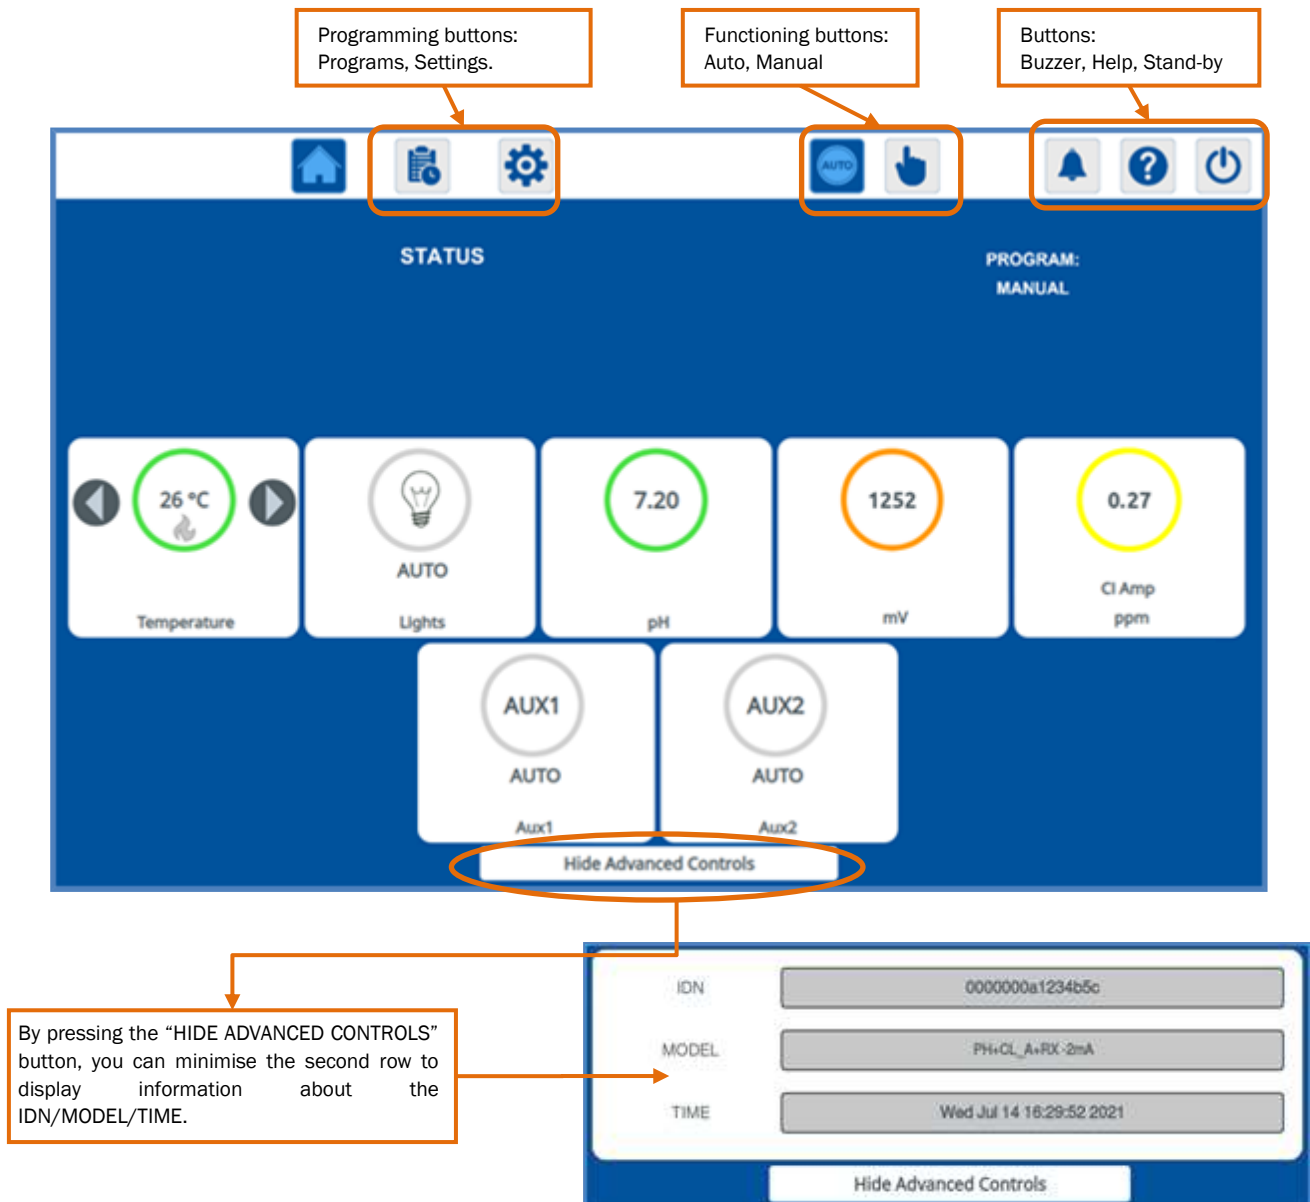 Programming buttons:
Programs, Settings.
Functioning buttons:
Auto, Manual
Buttons:
Buzzer, Help, Stand-by
AUTO
?
STATUS
PROGRAM:
MANUAL
26 °C
Temperature
AUTO
Lights
7.20
pH
1252
mV
0.27
Cl Amp
ppm
AUX1
AUTO
Aux1
AUX2
AUTO
Aux2
Hide Advanced Controls
By pressing the “HIDE ADVANCED CONTROLS”
button, you can minimise the second row to
display information about the
IDN/MODEL/TIME.
IDN
0000000a1234b5c
MODEL
PH+CL_A+RX-2mA
TIME
Wed Jul 14 16:29:52 2021
Hide Advanced Controls